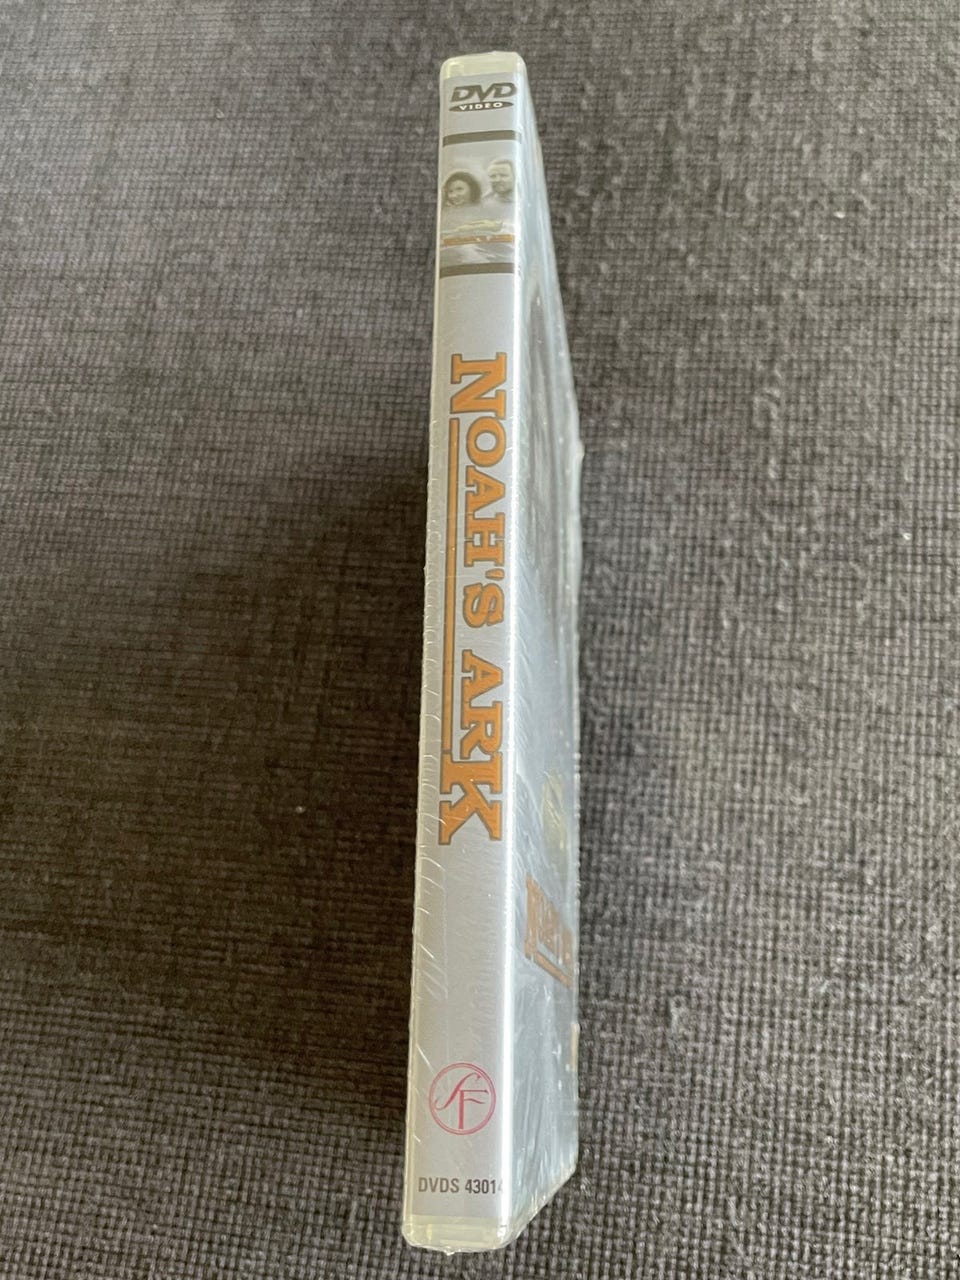 DVD
VIDEO
NOAH'S ARK
SF
DVDS 43014